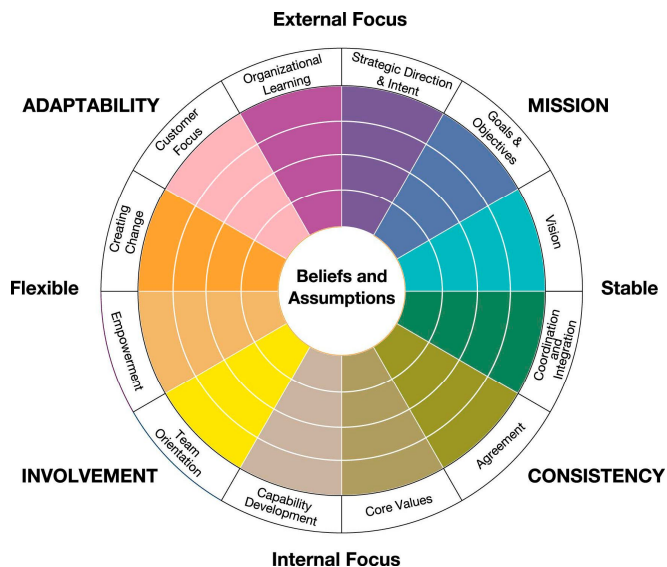 External Focus
ADAPTABILITY
MISSION
Organizational
Learning
Strategic Direction
& Intent
Customer
Focus
Goals &
Objectives
Creating
Change
Vision
Flexible
Beliefs and
Assumptions
Stable
Empowerment
Coordination
and
Integration
Team
Orientation
Agreement
Capability
Development
Core Values
INVOLVEMENT
CONSISTENCY
Internal Focus